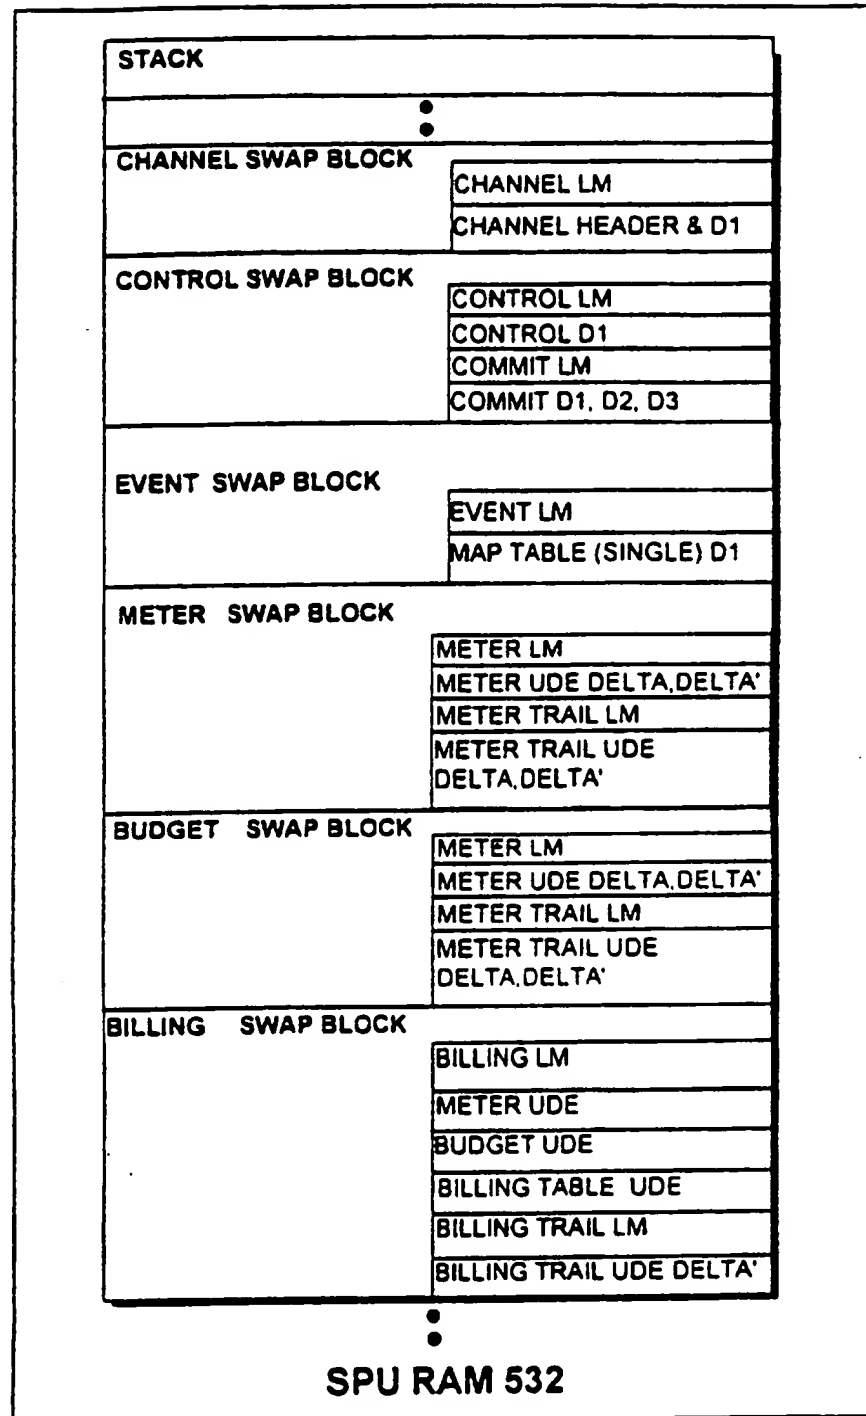 STACK
CHANNEL SWAP BLOCK
CHANNEL LM
CHANNEL HEADER & D1
CONTROL SWAP BLOCK
CONTROL LM
CONTROL D1
COMMIT LM
COMMIT D1, D2, D3
EVENT SWAP BLOCK
EVENT LM
MAP TABLE (SINGLE) D1
METER SWAP BLOCK
METER LM
METER UDE DELTA,DELTA'
METER TRAIL LM
METER TRAIL UDE
DELTA,DELTA'
BUDGET SWAP BLOCK
METER LM
METER UDE DELTA,DELTA'
METER TRAIL LM
METER TRAIL UDE
DELTA,DELTA'
BILLING SWAP BLOCK
BILLING LM
METER UDE
BUDGET UDE
BILLING TABLE UDE
BILLING TRAIL LM
BILLING TRAIL UDE DELTA'
SPU RAM 532